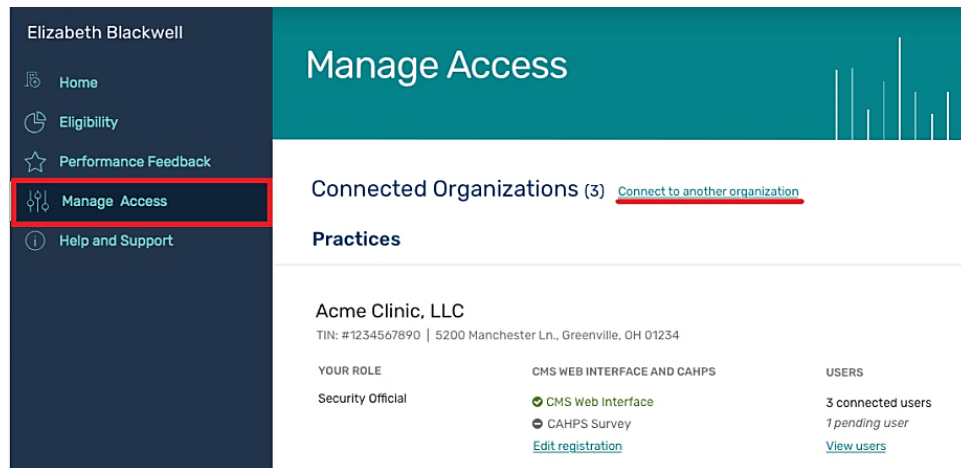 Elizabeth Blackwell
Home
Eligibility
Performance Feedback
Manage Access
Help and Support
Manage Access
Connected Organizations (3) Connect to another organization
Practices
Acme Clinic, LLC
TIN: #1234567890 | 5200 Manchester Ln., Greenville, OH 01234
YOUR ROLE
Security Official
CMS WEB INTERFACE AND CAHPS
CMS Web Interface
CAHPS Survey
Edit registration
USERS
3 connected users
1 pending user
View users